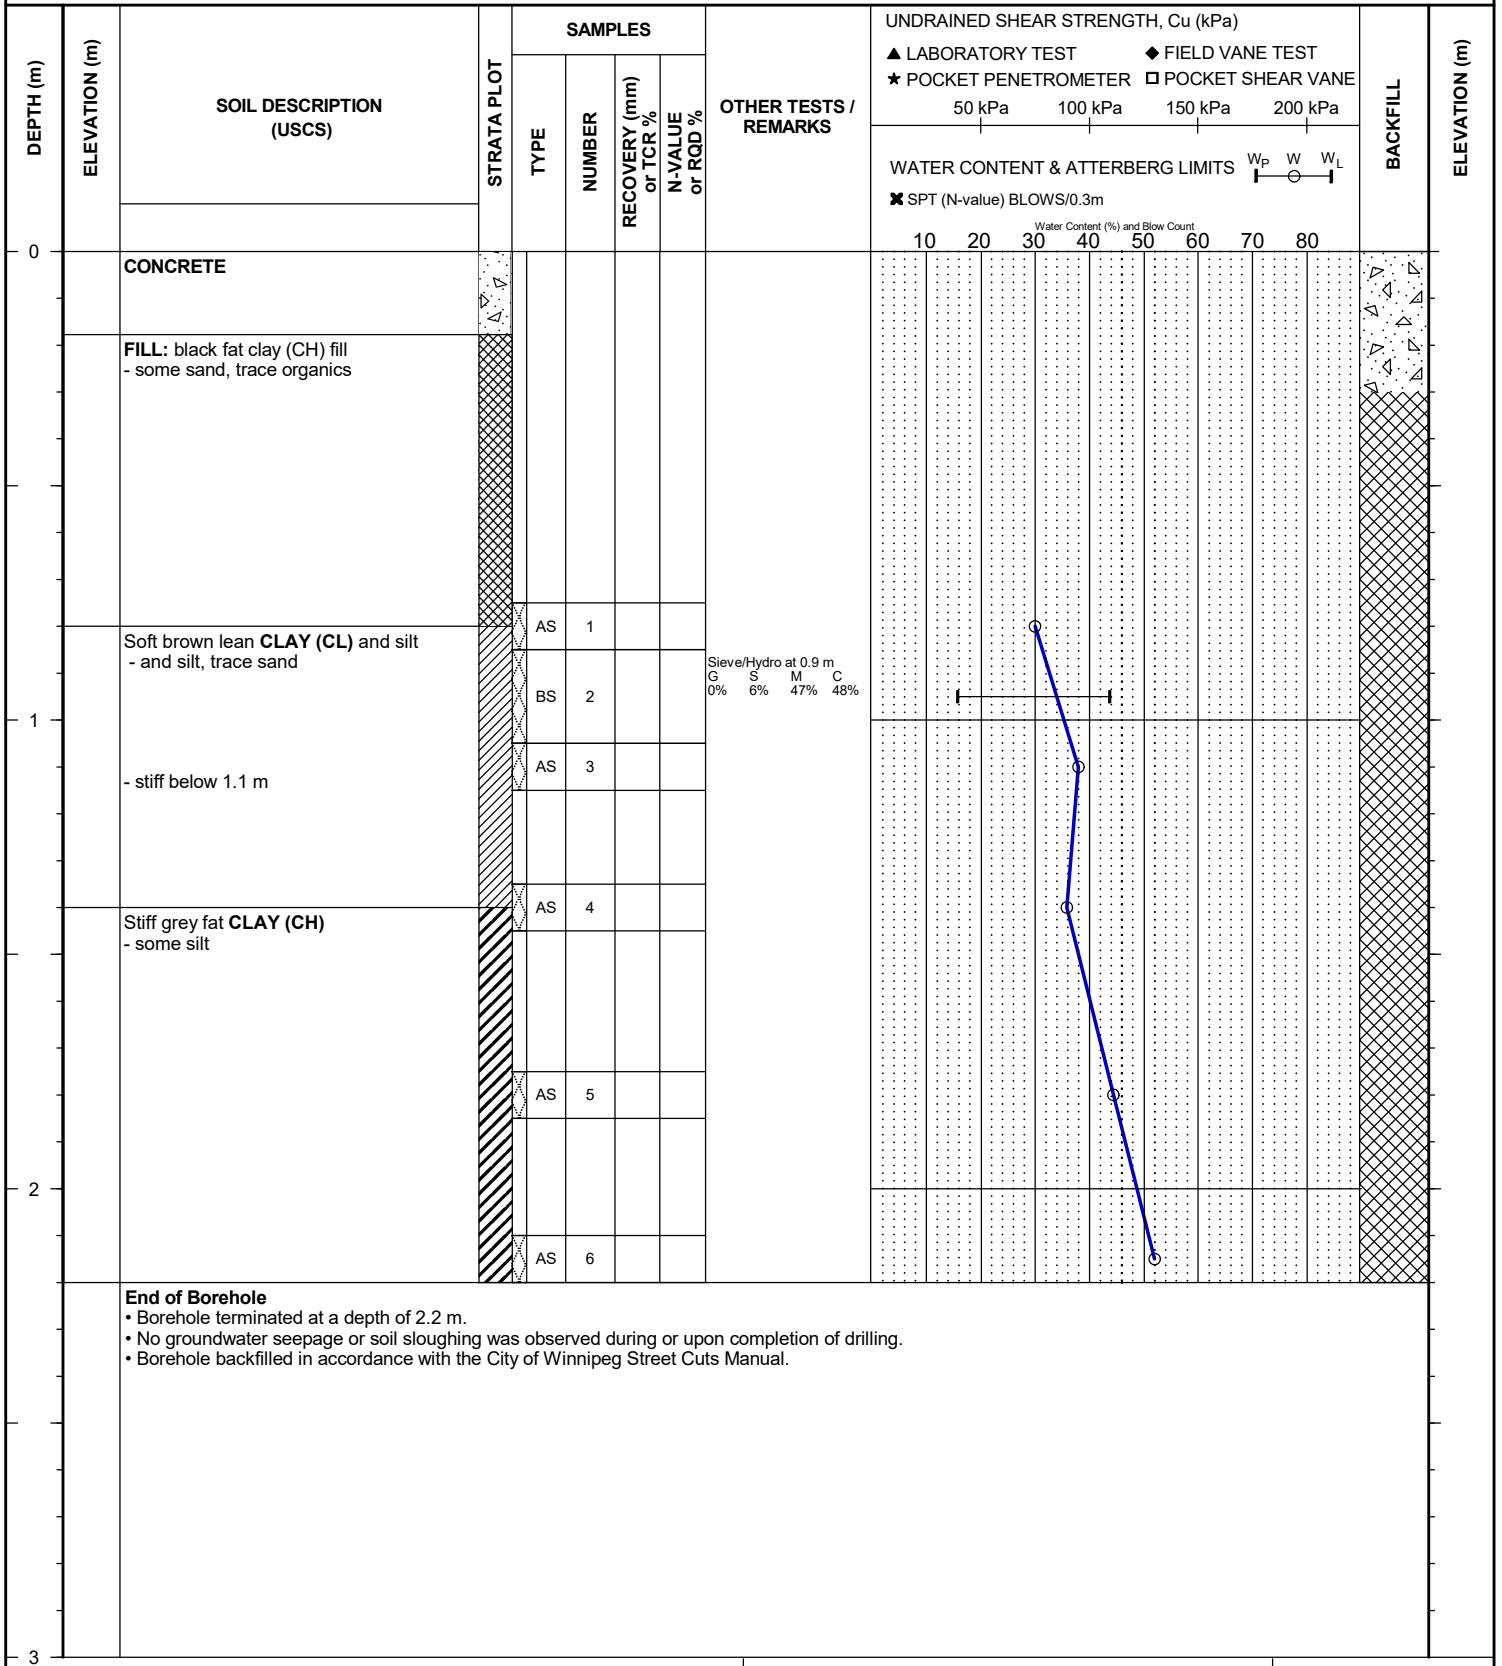 DEPTH (m)
ELEVATION (m)
SOIL DESCRIPTION
(USCS)
STRATA PLOT
SAMPLES
TYPE
NUMBER
RECOVERY (mm)
or TCR %
N-VALUE
or RQD %
OTHER TESTS /
REMARKS
UNDRAINED SHEAR STRENGTH, Cu (kPa)
▲ LABORATORY TEST ◆ FIELD VANE TEST
★ POCKET PENETROMETER □ POCKET SHEAR VANE
50 kPa 100 kPa 150 kPa 200 kPa
WATER CONTENT & ATTERBERG LIMITS WP W WL
✖ SPT (N-value) BLOWS/0.3m
Water Content (%) and Blow Count
10 20 30 40 50 60 70 80
BACKFILL
ELEVATION (m)
0
CONCRETE
FILL: black fat clay (CH) fill
- some sand, trace organics
AS 1
Soft brown lean CLAY (CL) and silt
- and silt, trace sand
Sieve/Hydro at 0.9 m
G S M C
0% 6% 47% 48%
BS 2
1
AS 3
- stiff below 1.1 m
AS 4
Stiff grey fat CLAY (CH)
- some silt
AS 5
2
AS 6
End of Borehole
• Borehole terminated at a depth of 2.2 m.
• No groundwater seepage or soil sloughing was observed during or upon completion of drilling.
• Borehole backfilled in accordance with the City of Winnipeg Street Cuts Manual.
3